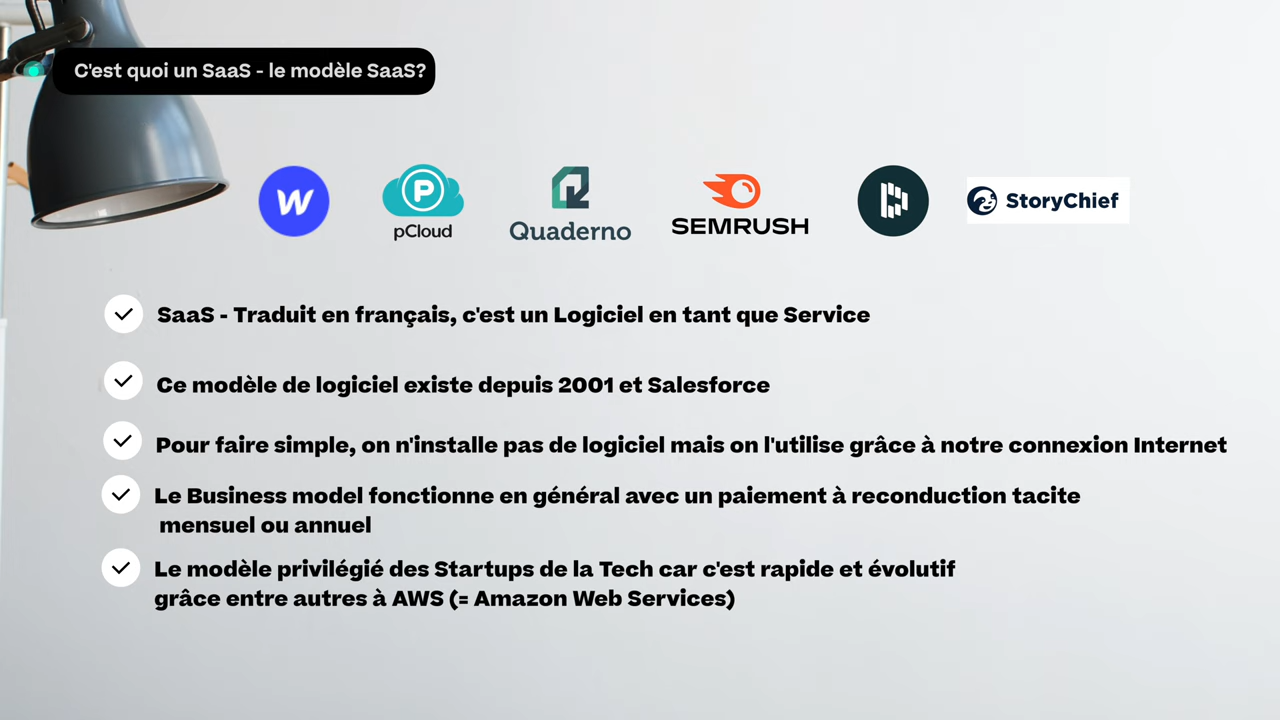 C'est quoi un SaaS - le modèle SaaS?
W
P
pCloud
Quaderno
SEMRUSH
StoryChief
SaaS - Traduit en français, c'est un Logiciel en tant que Service
Ce modèle de logiciel existe depuis 2001 et Salesforce
Pour faire simple, on n'installe pas de logiciel mais on l'utilise grâce à notre connexion Internet
Le Business model fonctionne en général avec un paiement à reconduction tacite
mensuel ou annuel
Le modèle privilégié des Startups de la Tech car c'est rapide et évolutif
grâce entre autres à AWS (= Amazon Web Services)